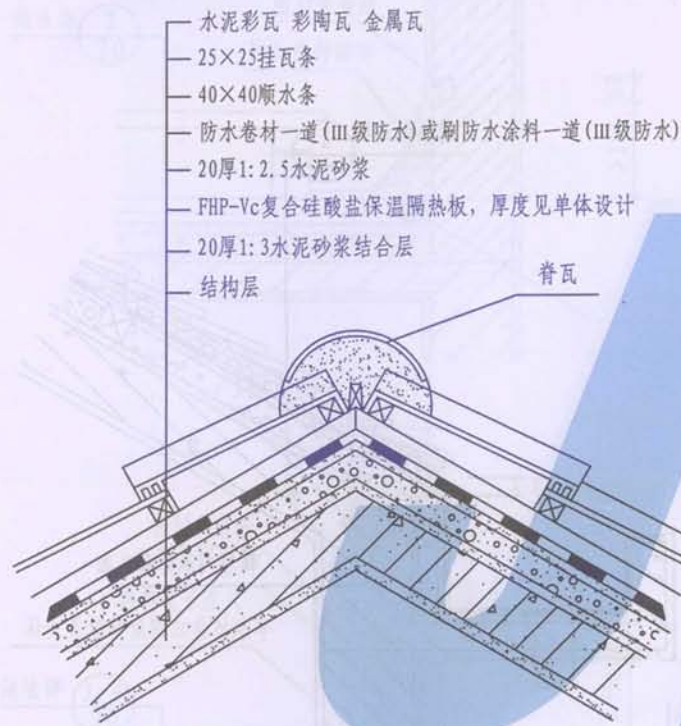 水泥彩瓦 彩陶瓦 金属瓦
25×25挂瓦条
40×40顺水条
防水卷材一道(Ⅲ级防水)或刷防水涂料一道(Ⅲ级防水)
20厚1:2.5水泥砂浆
FHP-Vc复合硅酸盐保温隔热板，厚度见单体设计
20厚1:3水泥砂浆结合层
结构层
脊瓦